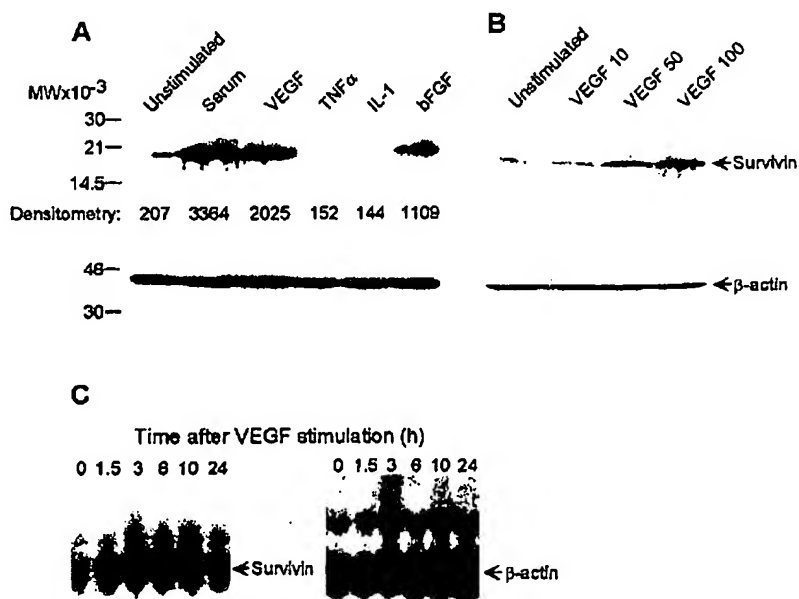 A
B
Unstimulated Serum VEGF TNFα IL-1 bFGF
Unstimulated VEGF 10 VEGF 50 VEGF 100
MWx10-3
30
21
14.5
Survivin
Densitometry: 207 3364 2025 152 144 1109
46
30
β-actin
C
Time after VEGF stimulation (h)
0 1.5 3 6 10 24
0 1.5 3 6 10 24
Survivin
β-actin